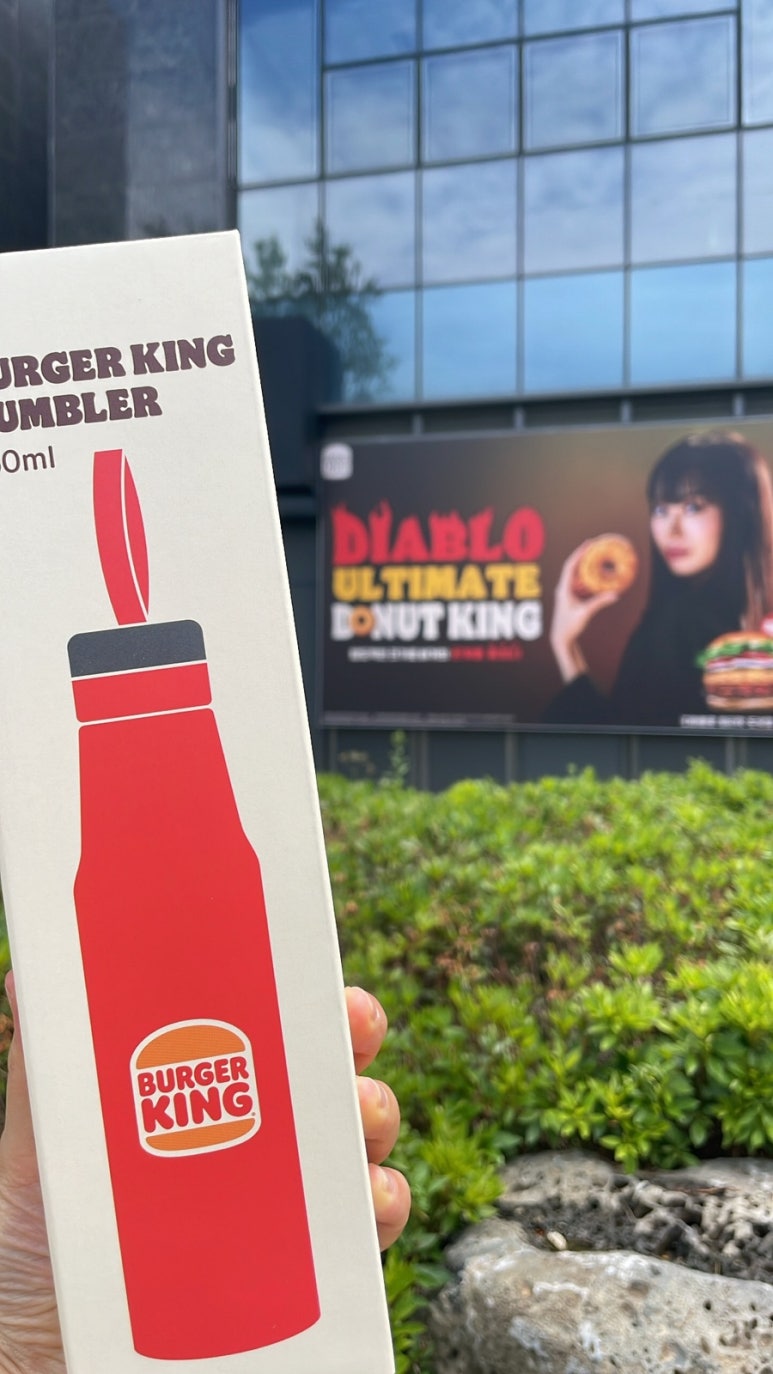 URGER KING
UMBLER
0ml
BURGER
KING
DIABLO
ULTIMATE
DONUT KING